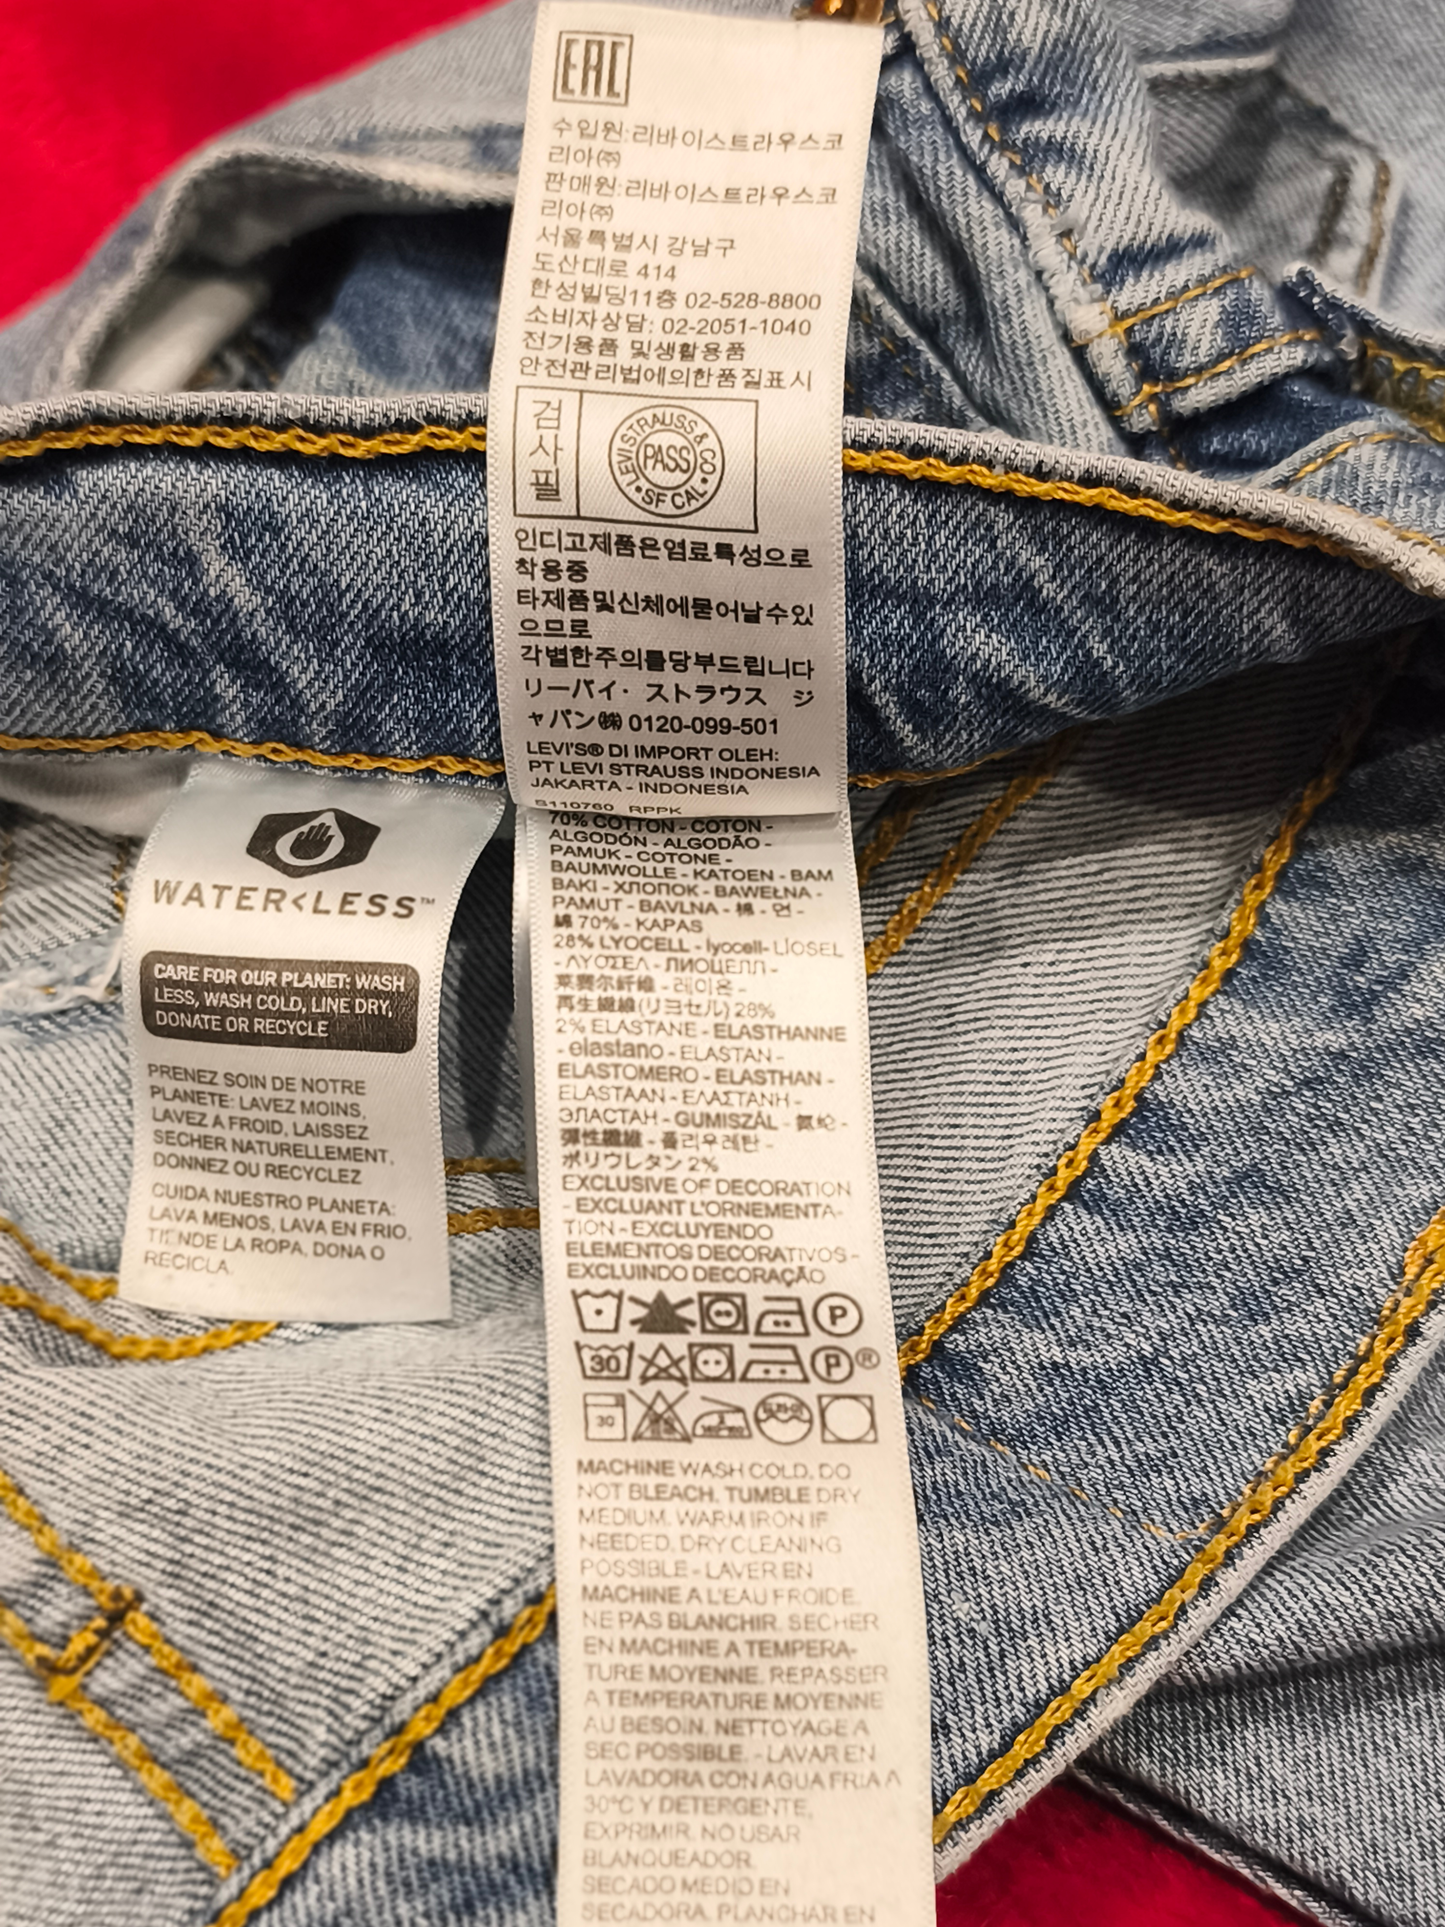 EAC
수입원:리바이스트라우스코
리아㈜
판매원:리바이스트라우스코
리아㈜
서울특별시 강남구
도산대로 414
한성빌딩11층 02-528-8800
소비자상담: 02-2051-1040
전기용품 및생활용품
안전관리법에의한품질표시
검사필
LEVI STRAUSS & CO
PASS
SF CAL
인디고제품은염료특성으로
착용중
타제품및신체에묻어날수있
으므로
각별한주의를당부드립니다
リーバイ・ストラウス ジ
ャパン㈱ 0120-099-501
LEVI'S® DI IMPORT OLEH:
PT LEVI STRAUSS INDONESIA
JAKARTA - INDONESIA
B110760 RPPK
70% COTTON - COTON -
ALGODÓN - ALGODÃO -
PAMUK - COTONE -
BAUMWOLLE - KATOEN - BAM
BAKI - ХЛОПОК - BAWEŁNA -
PAMUT - BAVLNA - 棉 - 면 -
綿 70% - KAPAS
28% LYOCELL - lyocell- LİOSEL
- ΛΥΟΣΕΛ - ЛИОЦЕЛЛ -
莱赛尔纤维 - 레이온 -
再生繊維(リヨセル) 28%
2% ELASTANE - ELASTHANNE
- elastano - ELASTAN -
ELASTOMERO - ELASTHAN -
ELASTAAN - ΕΛΑΣΤΑΝΗ -
ЭЛАСТАН - GUMISZÁL - 氨纶 -
彈性纖維 - 폴리우레탄 -
ポリウレタン 2%
EXCLUSIVE OF DECORATION
- EXCLUANT L'ORNEMENTA-
TION - EXCLUYENDO
ELEMENTOS DECORATIVOS -
EXCLUINDO DECORAÇÃO
P
30 P ®
30 드라이
MACHINE WASH COLD. DO
NOT BLEACH. TUMBLE DRY
MEDIUM. WARM IRON IF
NEEDED. DRY CLEANING
POSSIBLE - LAVER EN
MACHINE A L'EAU FROIDE.
NE PAS BLANCHIR. SECHER
EN MACHINE A TEMPERA-
TURE MOYENNE. REPASSER
A TEMPERATURE MOYENNE
AU BESOIN. NETTOYAGE A
SEC POSSIBLE. - LAVAR EN
LAVADORA CON AGUA FRIA A
30°C Y DETERGENTE,
EXPRIMIR. NO USAR
BLANQUEADOR.
SECADO MEDIO EN
SECADORA. PLANCHAR EN
WATER<LESS™
CARE FOR OUR PLANET: WASH
LESS, WASH COLD, LINE DRY,
DONATE OR RECYCLE
PRENEZ SOIN DE NOTRE
PLANETE: LAVEZ MOINS,
LAVEZ À FROID, LAISSEZ
SECHER NATURELLEMENT,
DONNEZ OU RECYCLEZ
CUIDA NUESTRO PLANETA:
LAVA MENOS, LAVA EN FRIO,
TIENDE LA ROPA, DONA O
RECICLA.